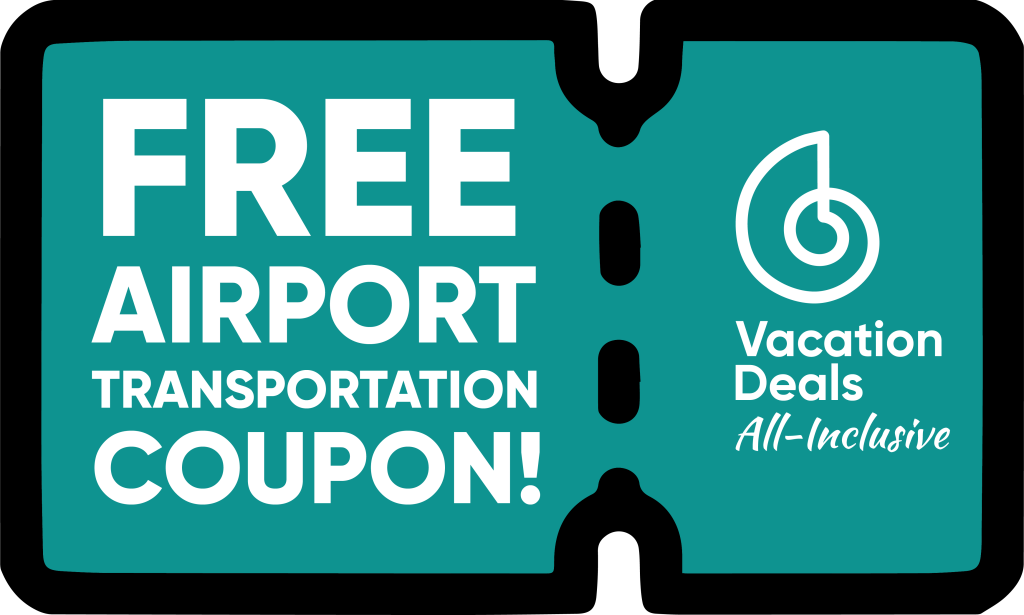 FREE
AIRPORT
TRANSPORTATION
COUPON!
Vacation
Deals
All-Inclusive